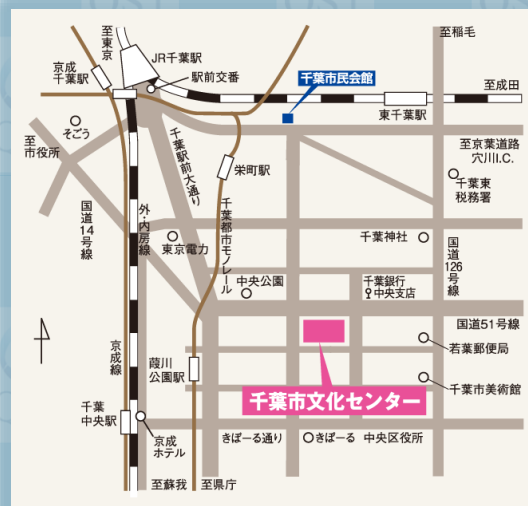 至東京
JR千葉駅
京成
千葉駅
駅前交番
千葉市民会館
至稲毛
至成田
東千葉駅
そごう
至
市役所
千葉駅前大通り
栄町駅
至京葉道路
穴川I.C.
千葉東
税務署
国道14号線
外・内房線
東京電力
千葉都市モノレール
千葉神社
国道126号線
中央公園
千葉銀行
中央支店
国道51号線
若葉郵便局
京成線
葭川
公園駅
千葉市美術館
千葉市文化センター
千葉
中央駅
京成
ホテル
きぼーる通り
きぼーる
中央区役所
至蘇我
至県庁